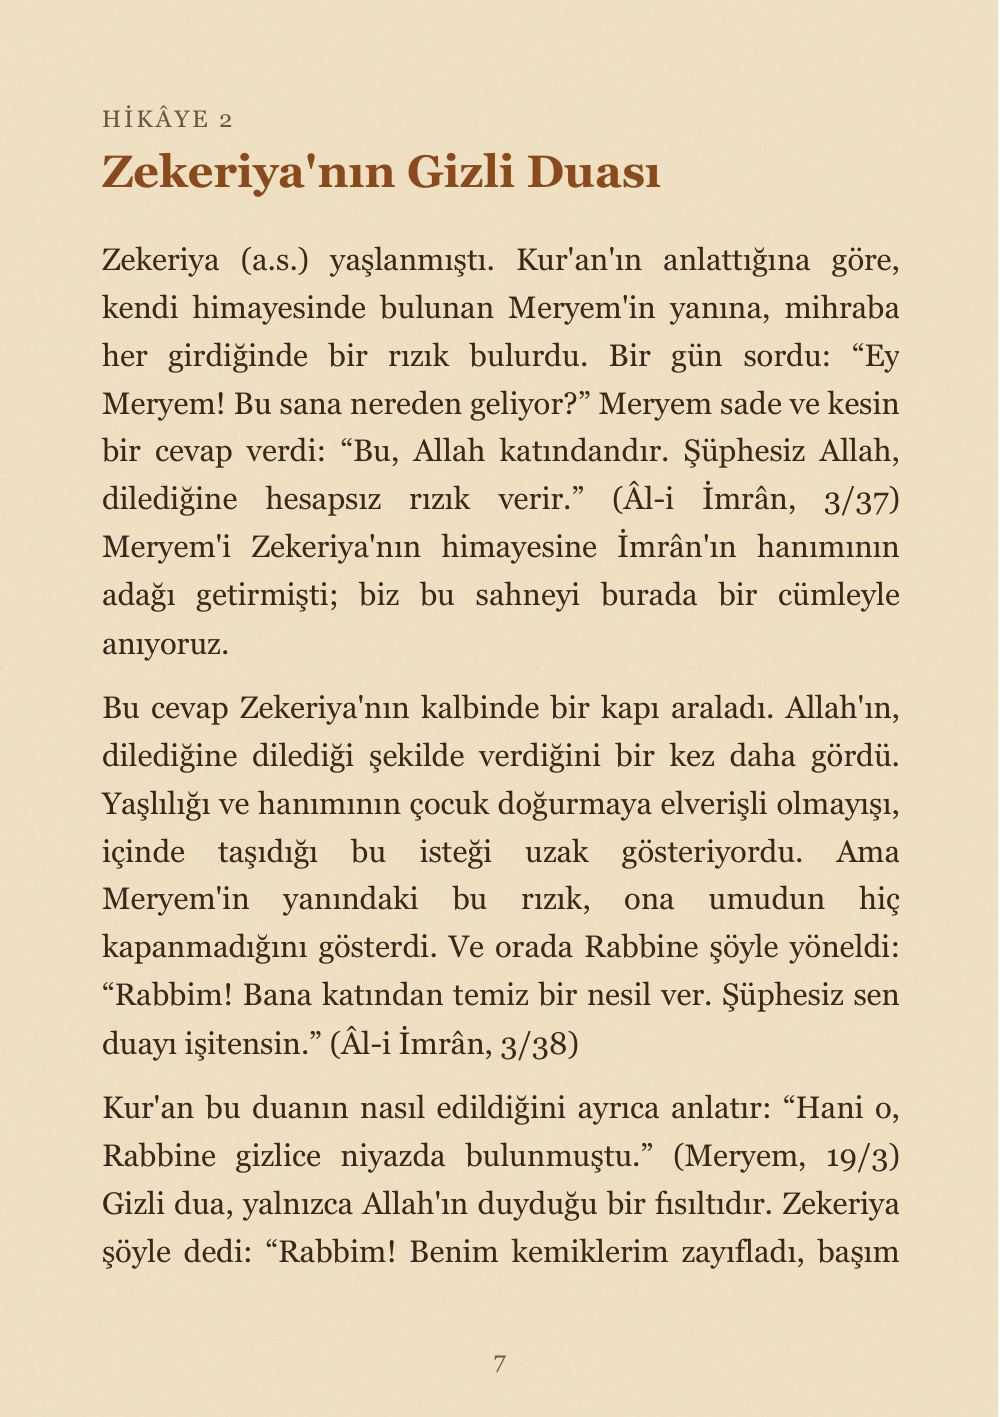 HİKÂYE 2
Zekeriya'nın Gizli Duası
Zekeriya (a.s.) yaşlanmıştı. Kur'an'ın anlattığına göre,
kendi himayesinde bulunan Meryem'in yanına, mihraba
her girdiğinde bir rızık bulurdu. Bir gün sordu: “Ey
Meryem! Bu sana nereden geliyor?” Meryem sade ve kesin
bir cevap verdi: “Bu, Allah katındandır. Şüphesiz Allah,
dilediğine hesapsız rızık verir.” (Âl-i İmrân, 3/37)
Meryem'i Zekeriya'nın himayesine İmrân'ın hanımının
adağı getirmişti; biz bu sahneyi burada bir cümleyle
anıyoruz.
Bu cevap Zekeriya'nın kalbinde bir kapı araladı. Allah'ın,
dilediğine dilediği şekilde verdiğini bir kez daha gördü.
Yaşlılığı ve hanımının çocuk doğurmaya elverişli olmayışı,
içinde taşıdığı bu isteği uzak gösteriyordu. Ama
Meryem'in yanındaki bu rızık, ona umudun hiç
kapanmadığını gösterdi. Ve orada Rabbine şöyle yöneldi:
“Rabbim! Bana katından temiz bir nesil ver. Şüphesiz sen
duayı işitensin.” (Âl-i İmrân, 3/38)
Kur'an bu duanın nasıl edildiğini ayrıca anlatır: “Hani o,
Rabbine gizlice niyazda bulunmuştu.” (Meryem, 19/3)
Gizli dua, yalnızca Allah'ın duyduğu bir fısıltıdır. Zekeriya
şöyle dedi: “Rabbim! Benim kemiklerim zayıfladı, başım
7